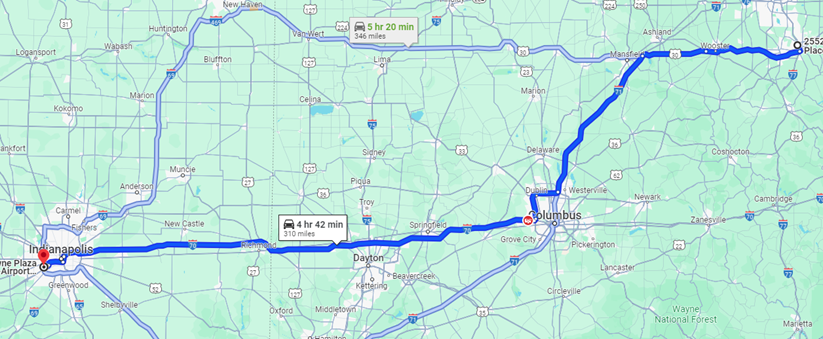 New Haven
Huntington
Van Wert
5 hr 20 min
346 miles
Ashland
Wooster
2552
Place
Logansport
Wabash
Bluffton
Lima
Mansfield
30
30
Marion
Marion
Kokomo
Celina
Coshocton
Delaware
Sidney
Muncie
Anderson
Piqua
Dublin
Westerville
Newark
Cambridge
Troy
Carmel
Fishers
New Castle
4 hr 42 min
310 miles
Springfield
Columbus
Zanesville
Indianapolis
Richmond
Grove City
Pickerington
Dayton
Airport
Beavercreek
Lancaster
Greenwood
Kettering
Circleville
Shelbyville
Oxford
Middletown
Wayne
National Forest
Marietta